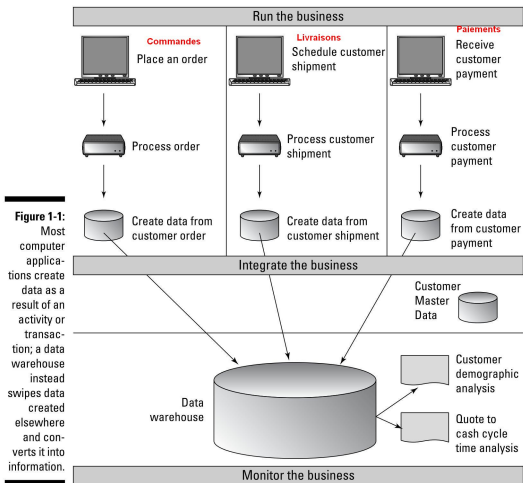 Run the business
Commandes
Place an order
Livraisons
Schedule customer
shipment
Paiements
Receive
customer
payment
Process order
Process customer
shipment
Process
customer
payment
Create data from
customer order
Create data from
customer shipment
Create data
from customer
payment
Integrate the business
Customer
Master
Data
Data
warehouse
Customer
demographic
analysis
Quote to
cash cycle
time analysis
Monitor the business
Figure 1-1:
Most
computer
applica-
tions create
data as a
result of an
activity or
transac-
tion; a data
warehouse
instead
swipes data
created
elsewhere
and con-
verts it into
information.